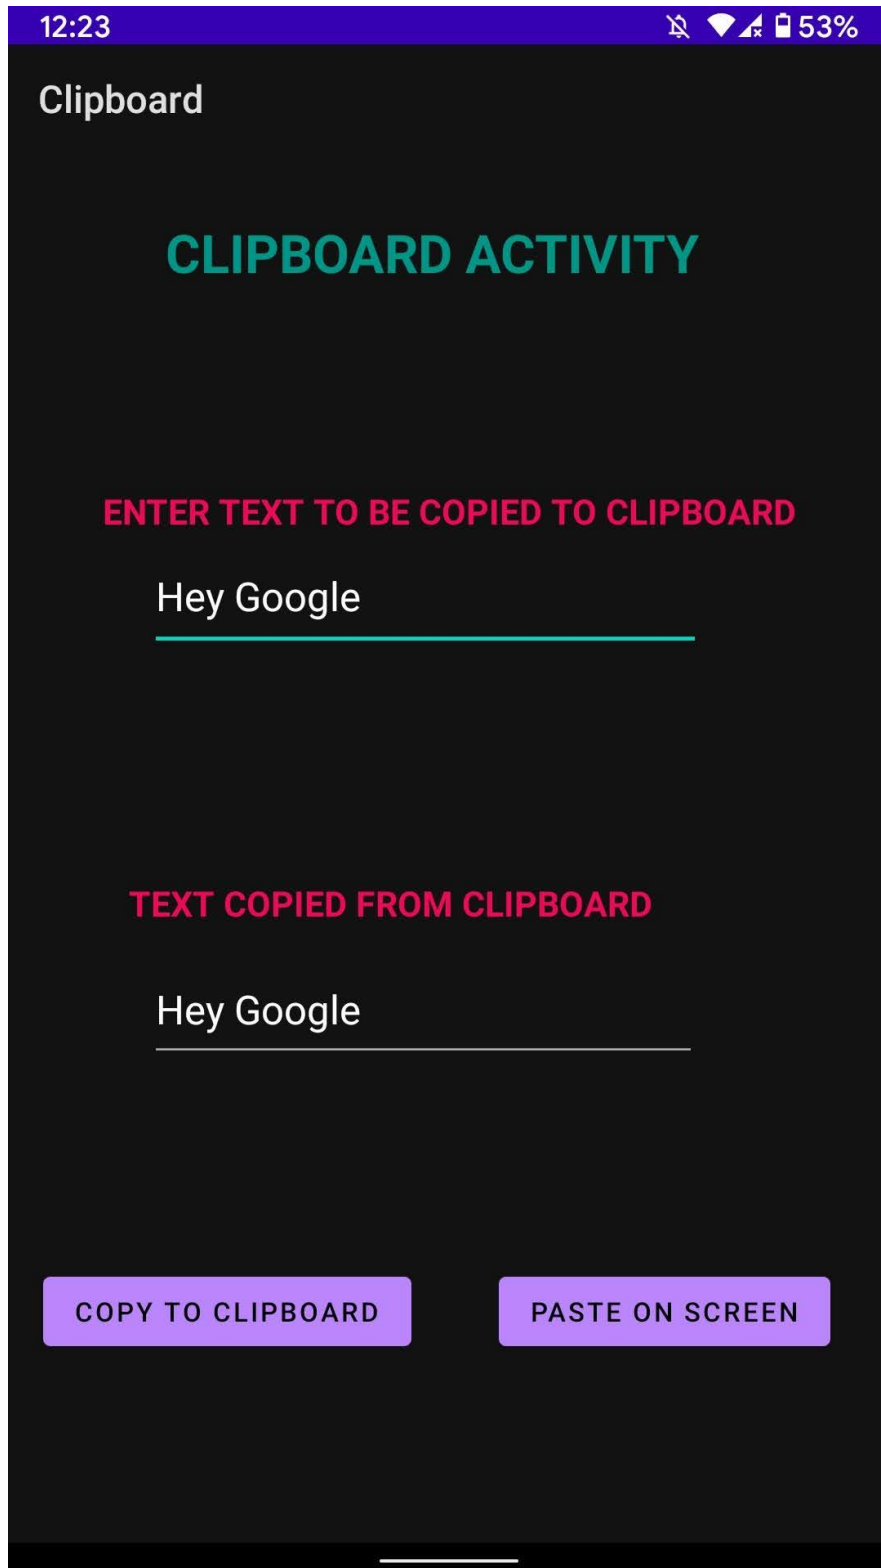 12:23 53%
Clipboard
CLIPBOARD ACTIVITY
ENTER TEXT TO BE COPIED TO CLIPBOARD
Hey Google
TEXT COPIED FROM CLIPBOARD
Hey Google
COPY TO CLIPBOARD PASTE ON SCREEN